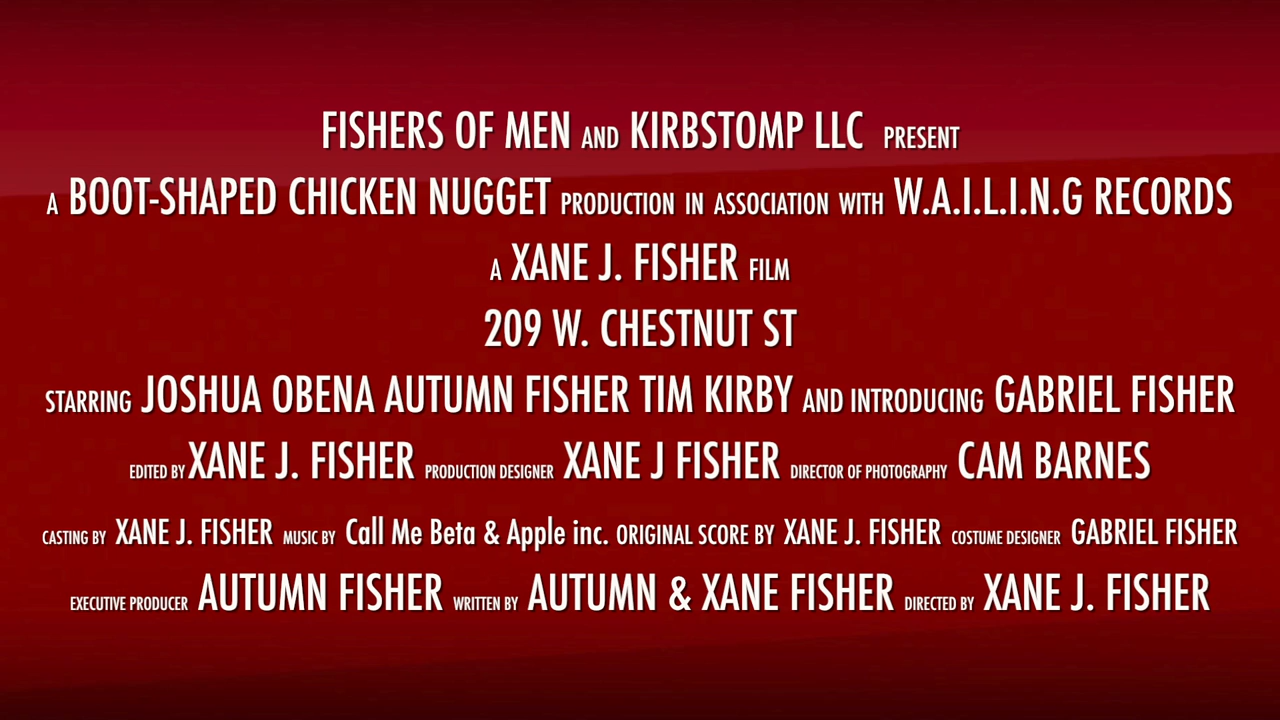 FISHERS OF MEN AND KIRBSTOMP LLC PRESENT
A BOOT-SHAPED CHICKEN NUGGET PRODUCTION IN ASSOCIATION WITH W.A.I.L.I.N.G RECORDS
A XANE J. FISHER FILM
209 W. CHESTNUT ST
STARRING JOSHUA OBENA AUTUMN FISHER TIM KIRBY AND INTRODUCING GABRIEL FISHER
EDITED BY XANE J. FISHER PRODUCTION DESIGNER XANE J FISHER DIRECTOR OF PHOTOGRAPHY CAM BARNES
CASTING BY XANE J. FISHER MUSIC BY Call Me Beta & Apple inc. ORIGINAL SCORE BY XANE J. FISHER COSTUME DESIGNER GABRIEL FISHER
EXECUTIVE PRODUCER AUTUMN FISHER WRITTEN BY AUTUMN & XANE FISHER DIRECTED BY XANE J. FISHER